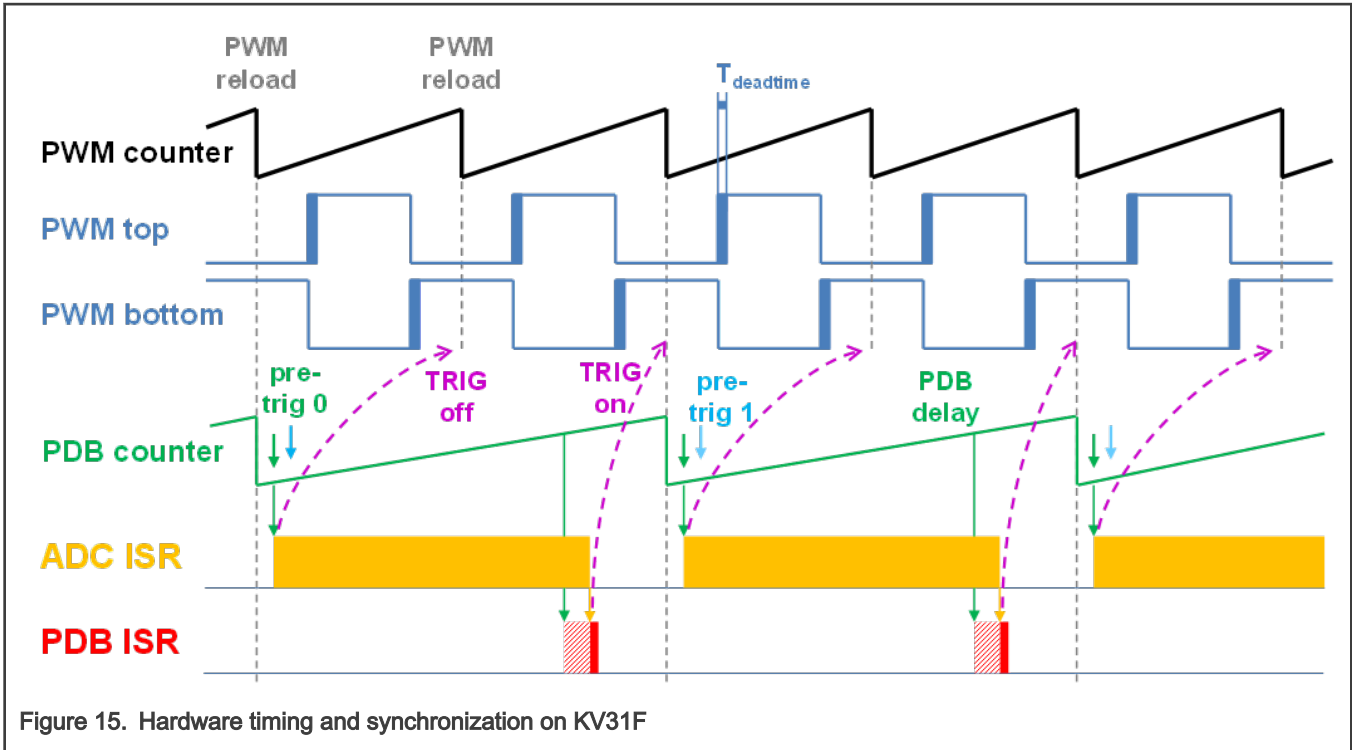 PWM
reload
PWM
reload
T deadtime
PWM counter
PWM top
PWM bottom
pre-
trig 0
TRIG
off
TRIG
on
pre-
trig 1
PDB
delay
PDB counter
ADC ISR
PDB ISR
Figure 15. Hardware timing and synchronization on KV31F